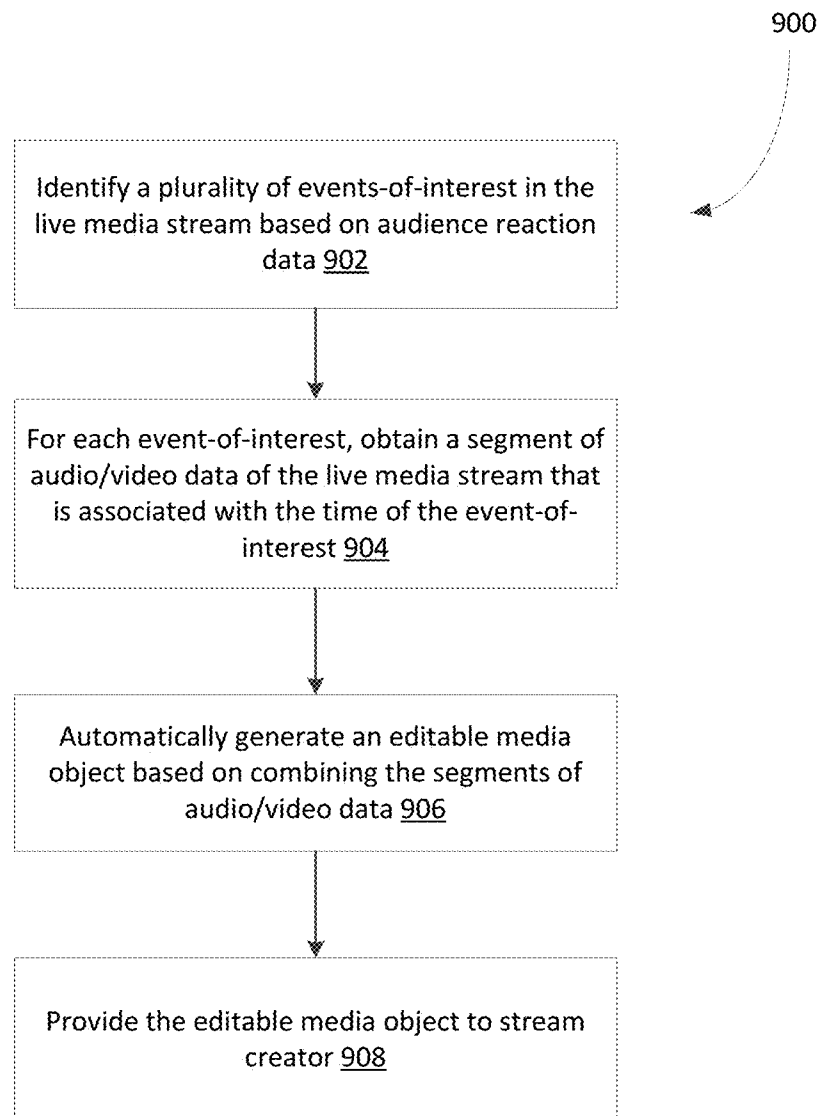 900
Identify a plurality of events-of-interest in the
live media stream based on audience reaction
data 902
For each event-of-interest, obtain a segment of
audio/video data of the live media stream that
is associated with the time of the event-of-
interest 904
Automatically generate an editable media
object based on combining the segments of
audio/video data 906
Provide the editable media object to stream
creator 908